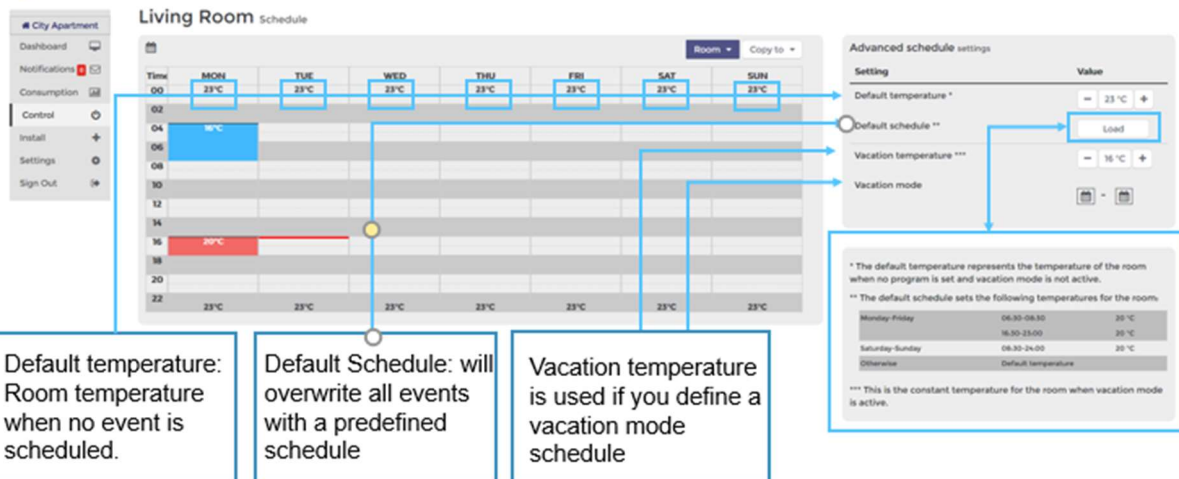 Living Room Schedule
City Apartment
Dashboard
Notifications
Consumption
Control
Install
Settings
Sign Out
Room
Copy to
Time MON TUE WED THU FRI SAT SUN
00 23°C 23°C 23°C 23°C 23°C 23°C 23°C
02
04 16°C
06
08
10
12
14
16 20°C
18
20
22
23°C 23°C 23°C 23°C 23°C 23°C 23°C
Advanced schedule settings
Setting Value
Default temperature * - 23 °C +
Default schedule ** Load
Vacation temperature *** - 16 °C +
Vacation mode -
* The default temperature represents the temperature of the room
when no program is set and vacation mode is not active.
** The default schedule sets the following temperatures for the room:
Monday-Friday 06:30-08:30 20 °C
16:30-23:00 20 °C
Saturday-Sunday 08:30-24:00 20 °C
Otherwise Default temperature
*** This is the constant temperature for the room when vacation mode
is active.
Default temperature:
Room temperature
when no event is
scheduled.
Default Schedule: will
overwrite all events
with a predefined
schedule
Vacation temperature
is used if you define a
vacation mode
schedule